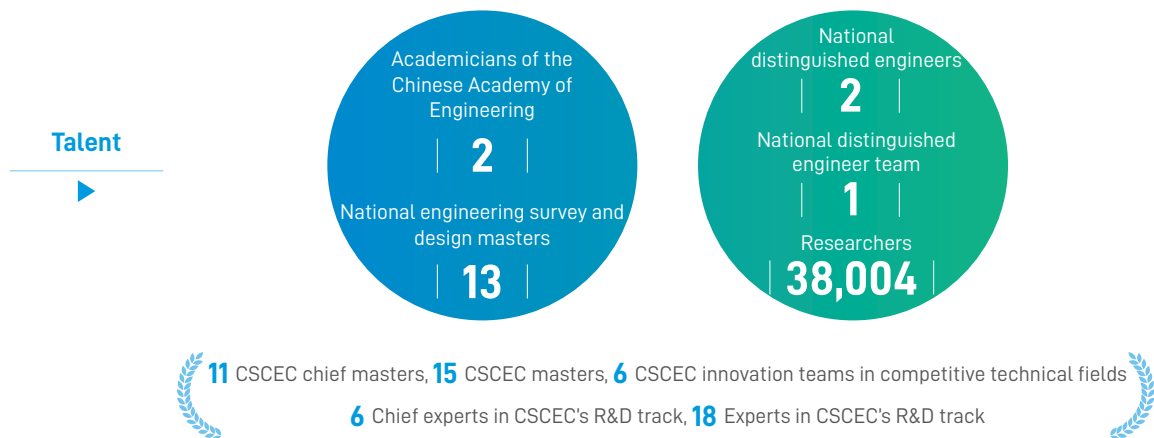 Talent
Academicians of the
Chinese Academy of
Engineering
2
National engineering survey and
design masters
13
National
distinguished engineers
2
National distinguished
engineer team
1
Researchers
38,004
11 CSCEC chief masters, 15 CSCEC masters, 6 CSCEC innovation teams in competitive technical fields
6 Chief experts in CSCEC's R&D track, 18 Experts in CSCEC's R&D track